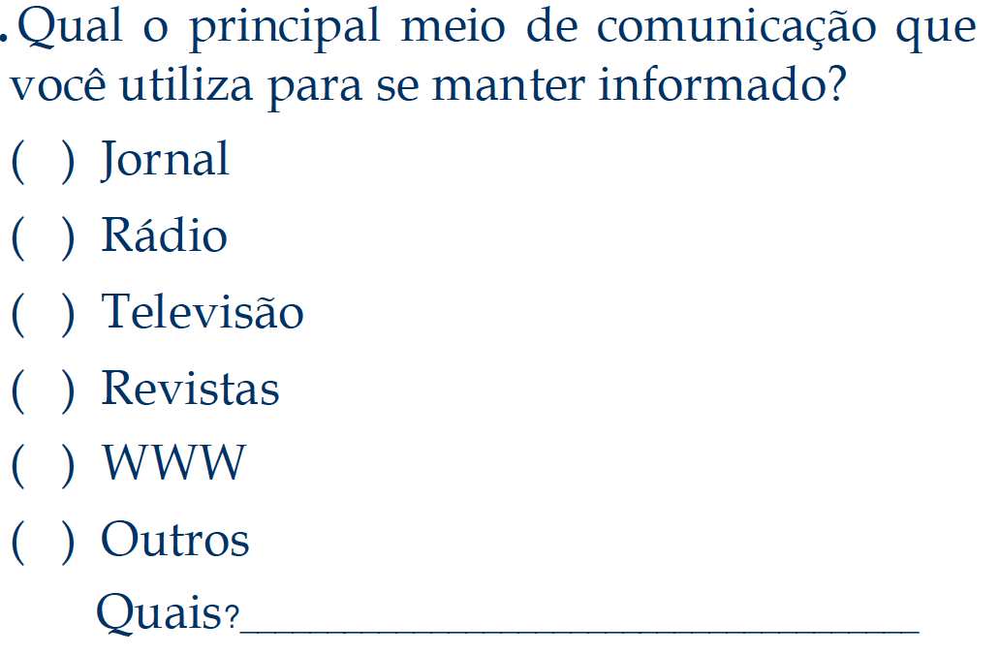 .Qual o principal meio de comunicação que
você utiliza para se manter informado?
( ) Jornal
( ) Rádio
( ) Televisão
( ) Revistas
( ) WWW
( ) Outros
Quais?_______________________________________